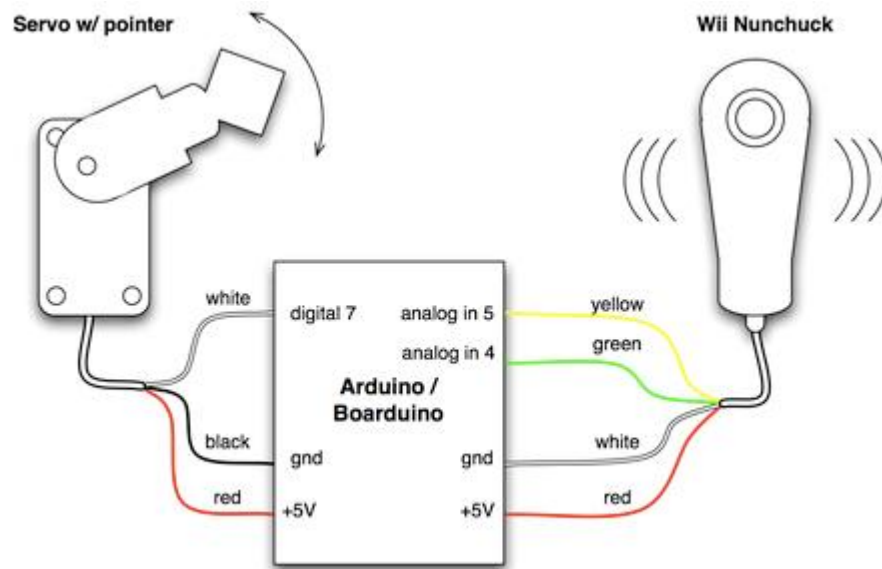 Servo w/ pointer
Wii Nunchuck
white
digital 7
analog in 5
yellow
analog in 4
green
Arduino /
Boarduino
black
gnd
gnd
white
red
+5V
+5V
red